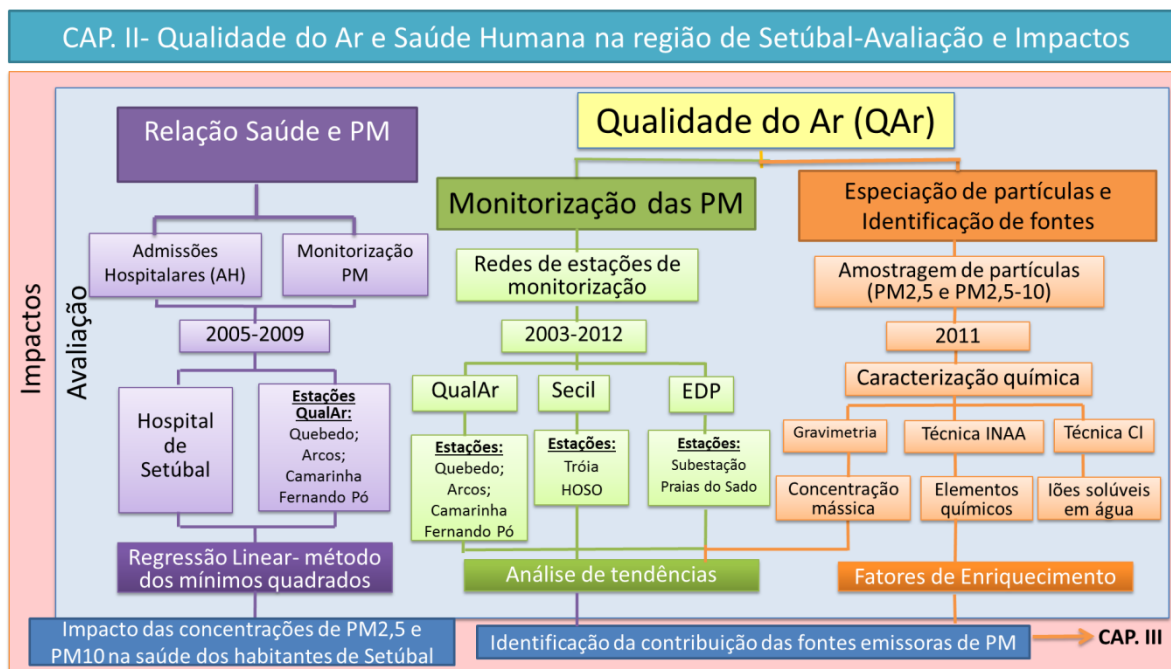 CAP. II- Qualidade do Ar e Saúde Humana na região de Setúbal-Avaliação e Impactos
Impactos
Avaliação
Relação Saúde e PM
Admissões
Hospitalares (AH)
Monitorização
PM
2005-2009
Hospital
de
Setúbal
Estações
QualAr:
Quebedo;
Arcos;
Camarinha
Fernando Pó
Regressão Linear- método
dos mínimos quadrados
Impacto das concentrações de PM2,5 e
PM10 na saúde dos habitantes de Setúbal
Qualidade do Ar (QAr)
Monitorização das PM
Redes de estações de
monitorização
2003-2012
QualAr
Secil
EDP
Estações:
Quebedo;
Arcos;
Camarinha
Fernando Pó
Estações:
Tróia
HOSO
Estações:
Subestação
Praias do Sado
Análise de tendências
Especiação de partículas e
Identificação de fontes
Amostragem de partículas
(PM2,5 e PM2,5-10)
2011
Caracterização química
Gravimetria
Técnica INAA
Técnica CI
Concentração
mássica
Elementos
químicos
Iões solúveis
em água
Fatores de Enriquecimento
Identificação da contribuição das fontes emissoras de PM
CAP. III